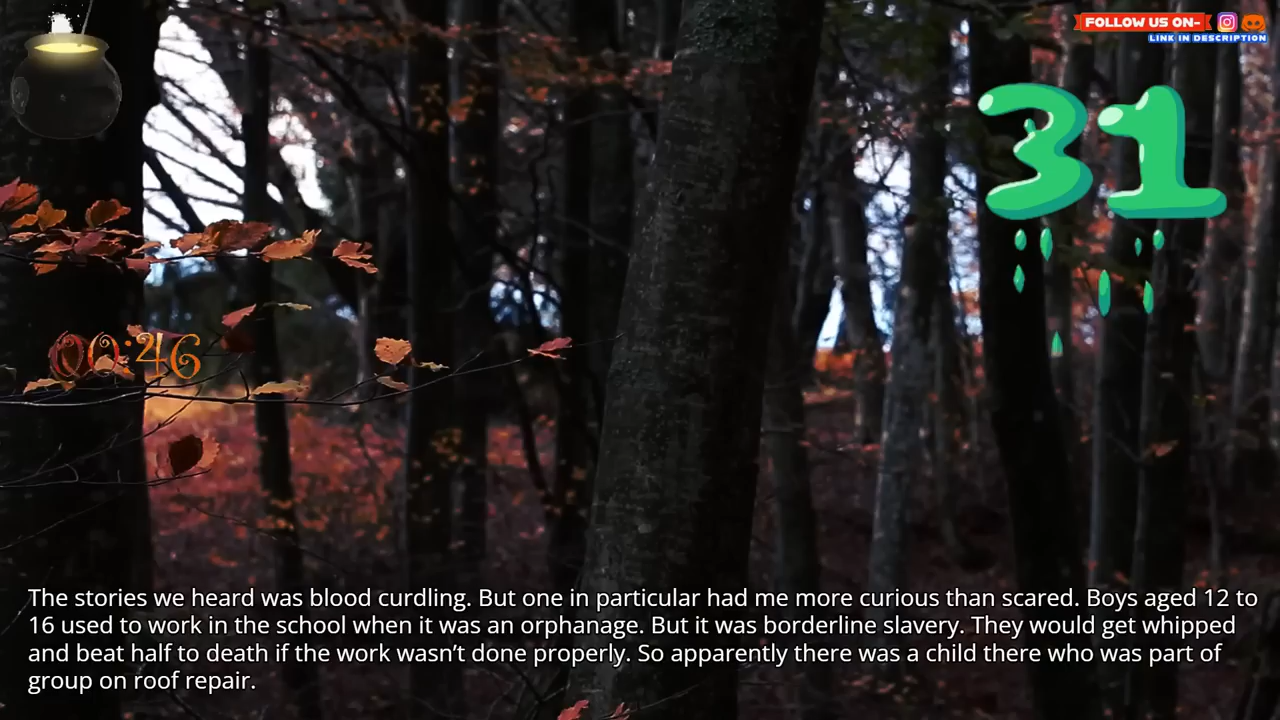 FOLLOW US ON-
LINK IN DESCRIPTION
31
00:46
The stories we heard was blood curdling. But one in particular had me more curious than scared. Boys aged 12 to
16 used to work in the school when it was an orphanage. But it was borderline slavery. They would get whipped
and beat half to death if the work wasn’t done properly. So apparently there was a child there who was part of
group on roof repair.